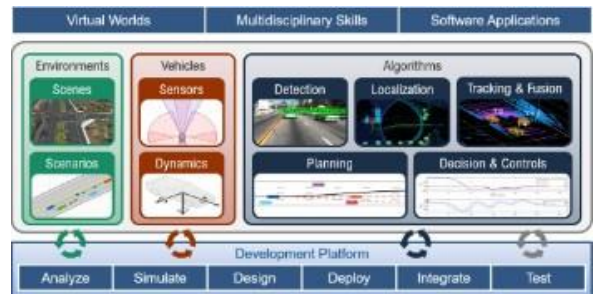 Virtual Worlds
Multidisciplinary Skills
Software Applications
Environments
Vehicles
Algorithms
Scenes
Sensors
Detection
Localization
Tracking & Fusion
Scenarios
Dynamics
Planning
Decision & Controls
Development Platform
Analyze
Simulate
Design
Deploy
Integrate
Test